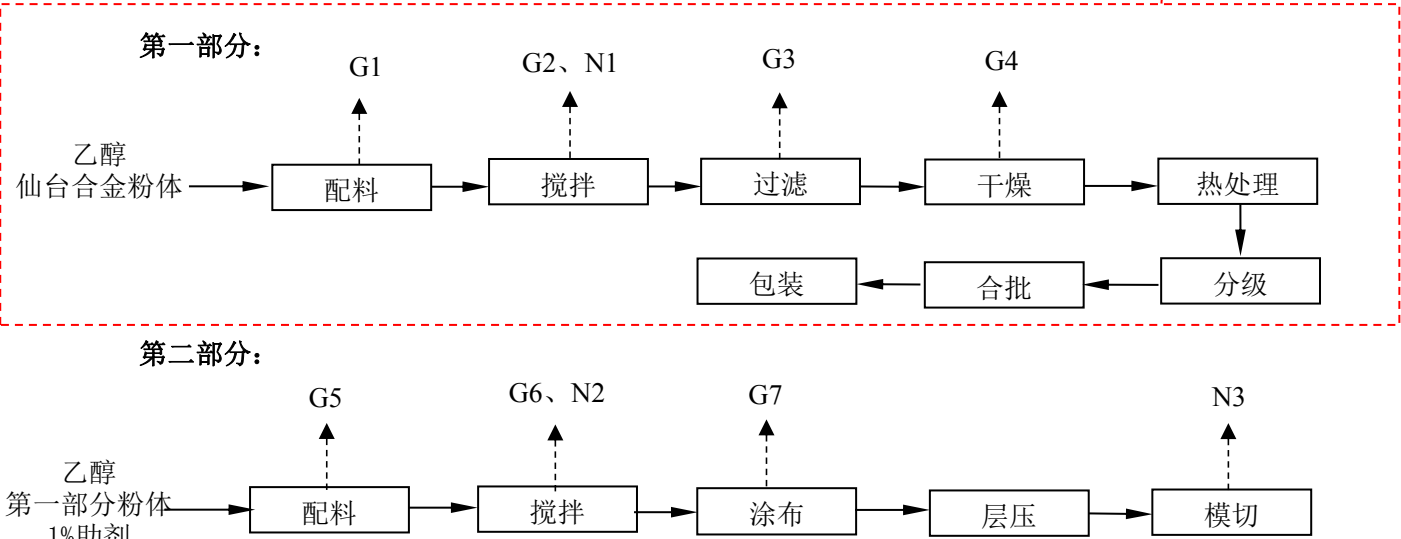 第一部分：
G1
G2、N1
G3
G4
乙醇
仙台合金粉体
配料
搅拌
过滤
干燥
热处理
包装
合批
分级
第二部分：
G5
G6、N2
G7
N3
乙醇
第一部分粉体
1%助剂
配料
搅拌
涂布
层压
模切